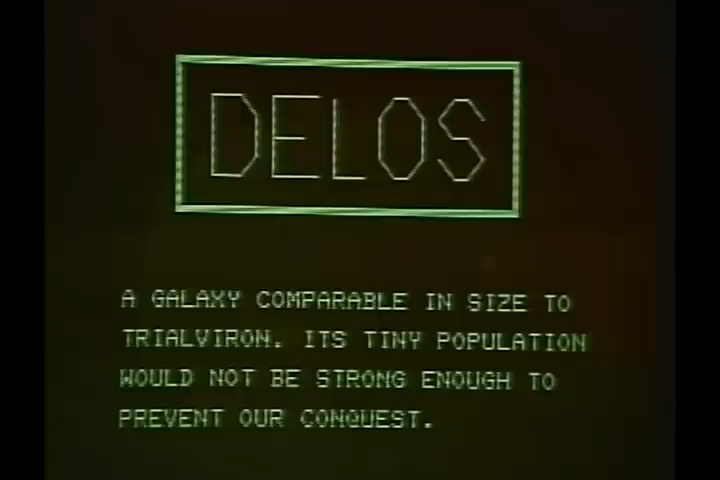 DELOS
A GALAXY COMPARABLE IN SIZE TO
TRIALVIRON. ITS TINY POPULATION
WOULD NOT BE STRONG ENOUGH TO
PREVENT OUR CONQUEST.